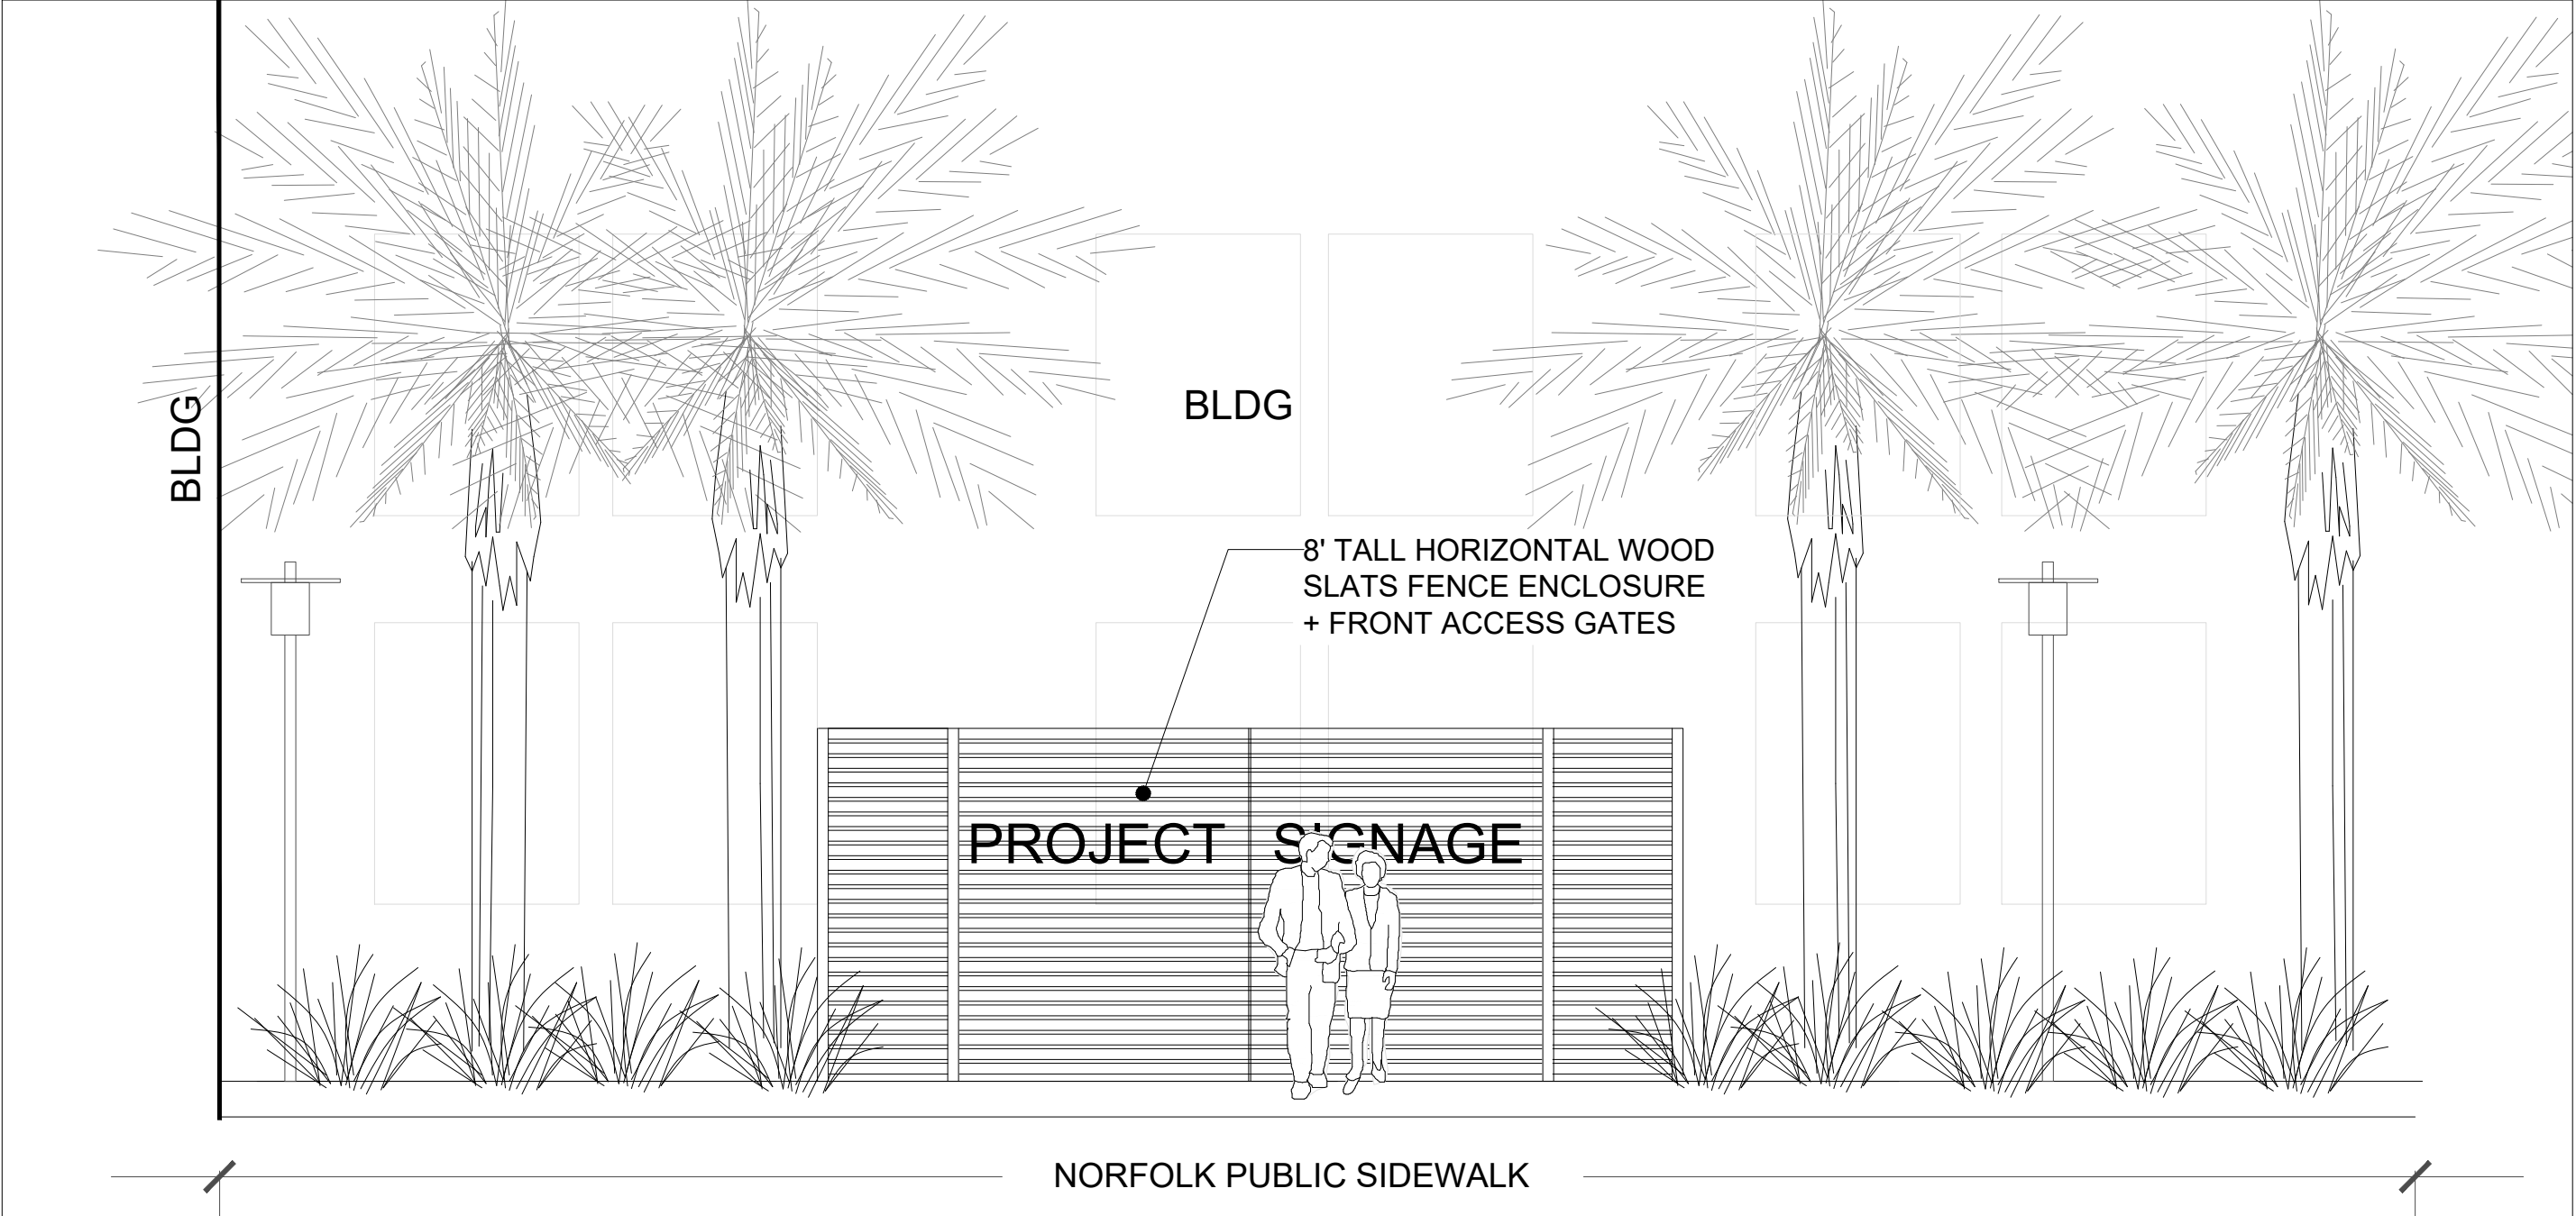 BLDG
BLDG
8' TALL HORIZONTAL WOOD
SLATS FENCE ENCLOSURE
+ FRONT ACCESS GATES
PROJECT SIGNAGE
NORFOLK PUBLIC SIDEWALK